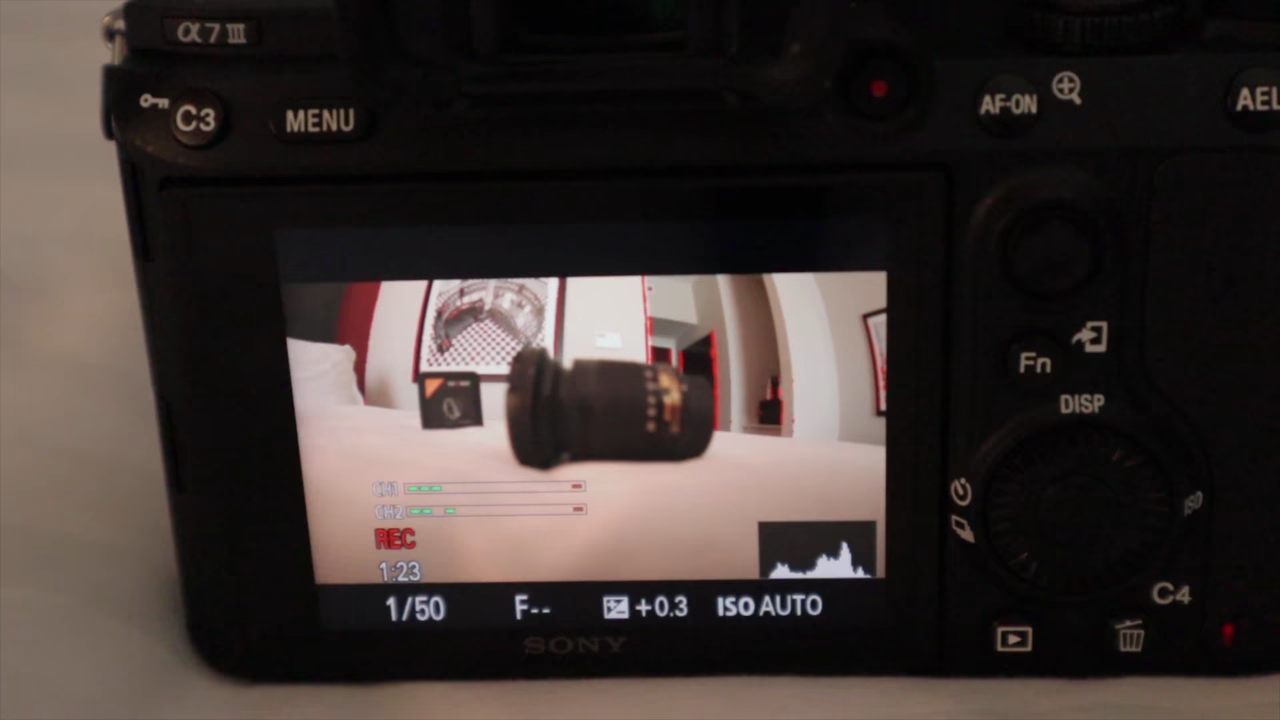 α7III
C3
MENU
AF-ON
AEL
Fn
DISP
CH1
CH2
REC
1:23
1/50 F-- +0.3 ISO AUTO
ISO
C4
SONY